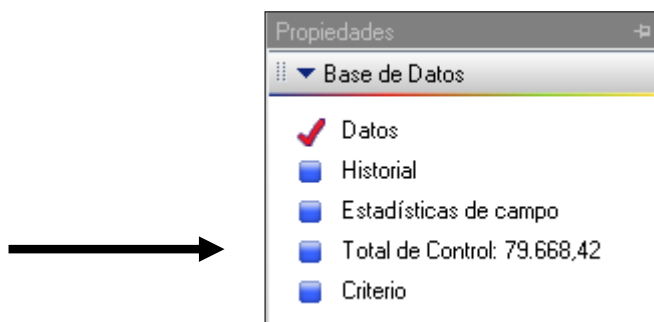 Propiedades
Base de Datos
Datos
Historial
Estadísticas de campo
Total de Control: 79.668,42
Criterio